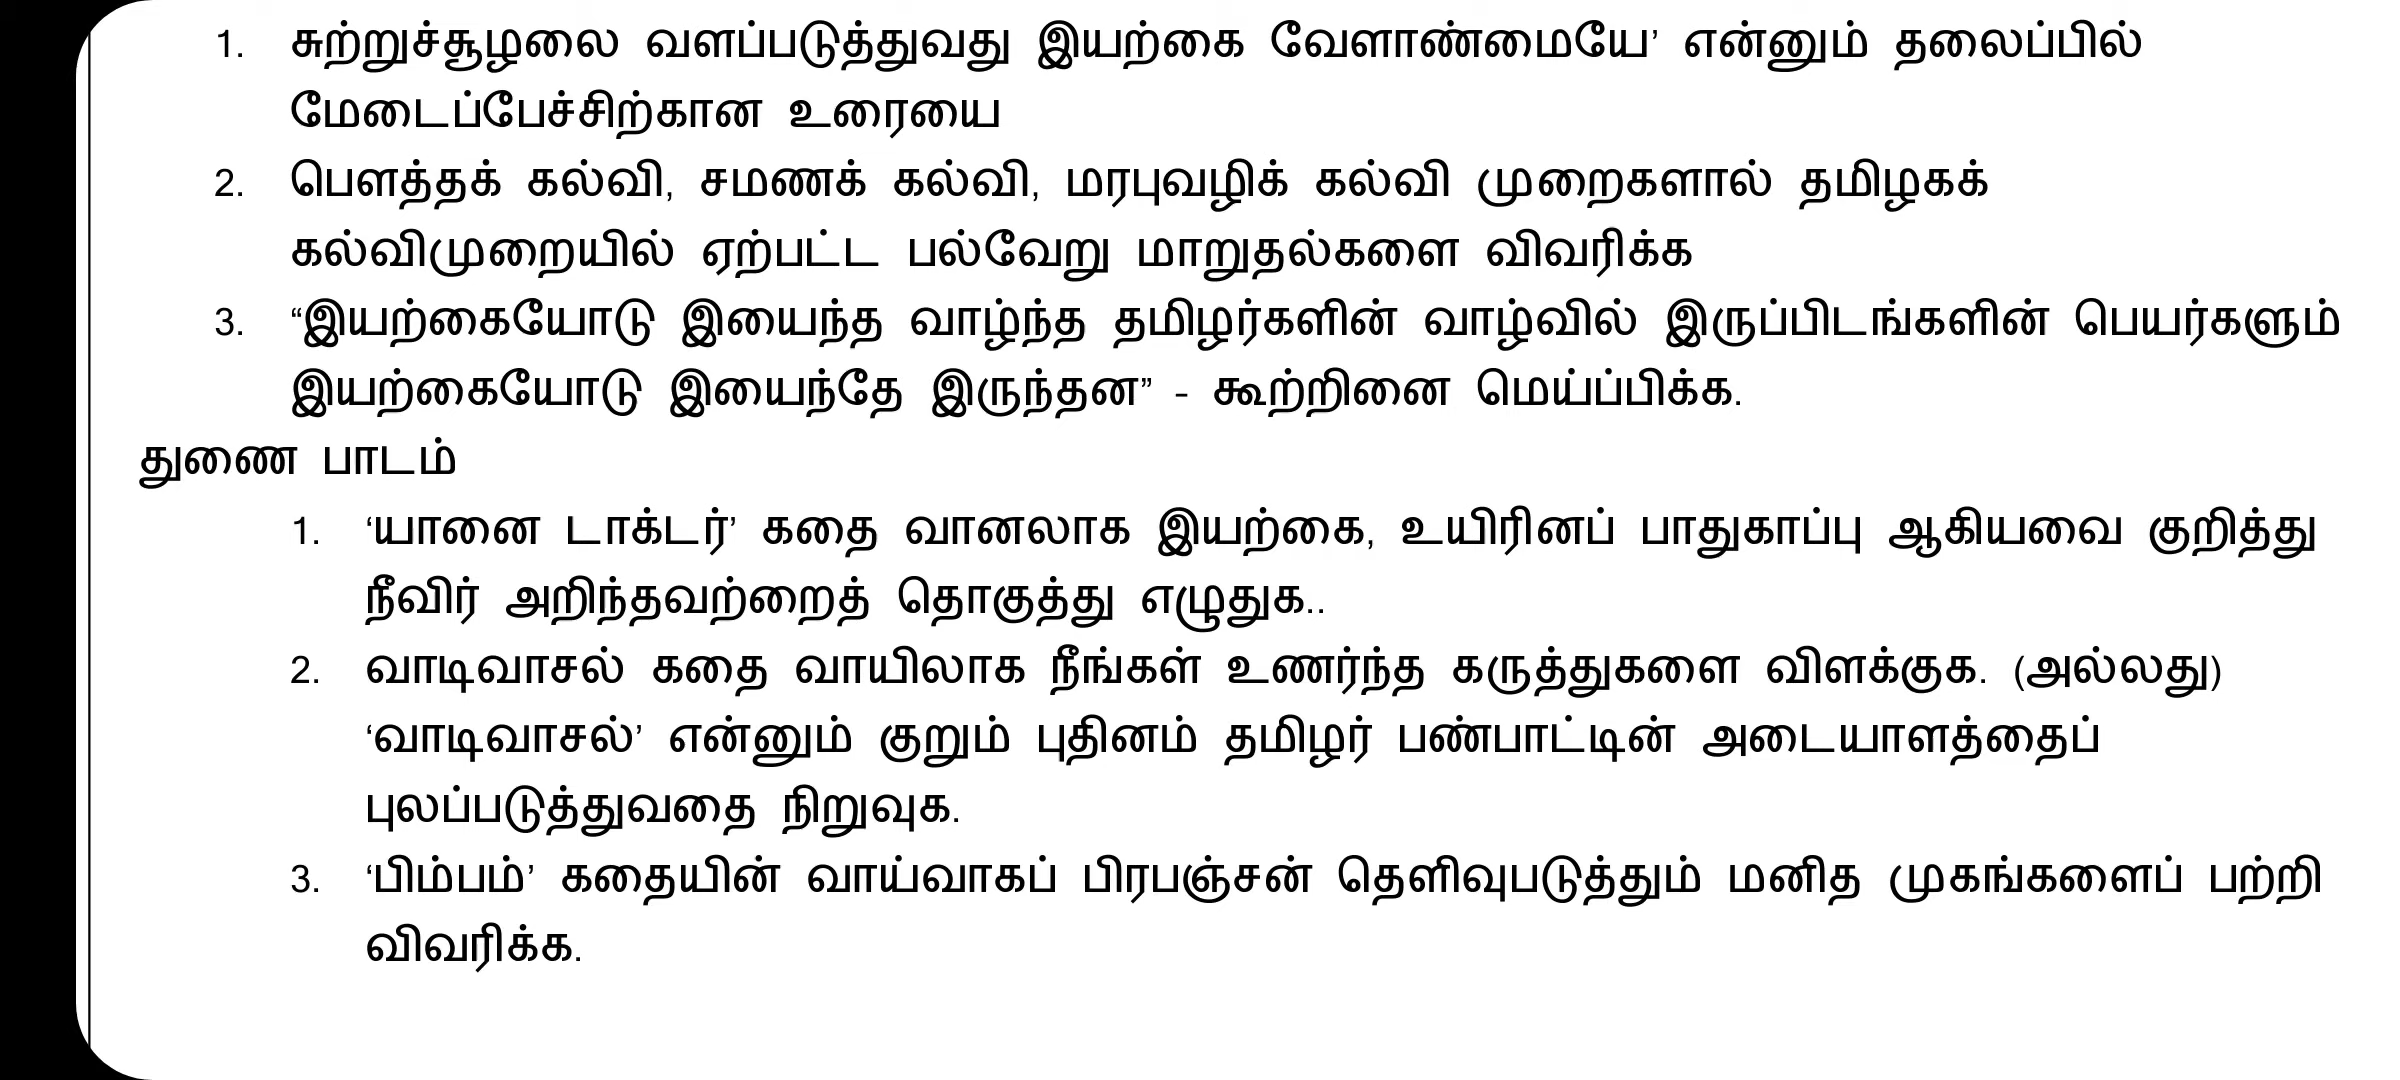 1. சுற்றுச்சூழலை வளப்படுத்துவது இயற்கை வேளாண்மையே’ என்னும் தலைப்பில்
மேடைப்பேச்சிற்கான உரையை
2. பௌத்தக் கல்வி, சமணக் கல்வி, மரபுவழிக் கல்வி முறைகளால் தமிழகக்
கல்விமுறையில் ஏற்பட்ட பல்வேறு மாறுதல்களை விவரிக்க
3. “இயற்கையோடு இயைந்த வாழ்ந்த தமிழர்களின் வாழ்வில் இருப்பிடங்களின் பெயர்களும்
இயற்கையோடு இயைந்தே இருந்தன” - கூற்றினை மெய்ப்பிக்க.
துணை பாடம்
1. ‘யானை டாக்டர்’ கதை வானலாக இயற்கை, உயிரினப் பாதுகாப்பு ஆகியவை குறித்து
நீவிர் அறிந்தவற்றைத் தொகுத்து எழுதுக..
2. வாடிவாசல் கதை வாயிலாக நீங்கள் உணர்ந்த கருத்துகளை விளக்குக. (அல்லது)
‘வாடிவாசல்’ என்னும் குறும் புதினம் தமிழர் பண்பாட்டின் அடையாளத்தைப்
புலப்படுத்துவதை நிறுவுக.
3. ‘பிம்பம்’ கதையின் வாய்வாகப் பிரபஞ்சன் தெளிவுபடுத்தும் மனித முகங்களைப் பற்றி
விவரிக்க.